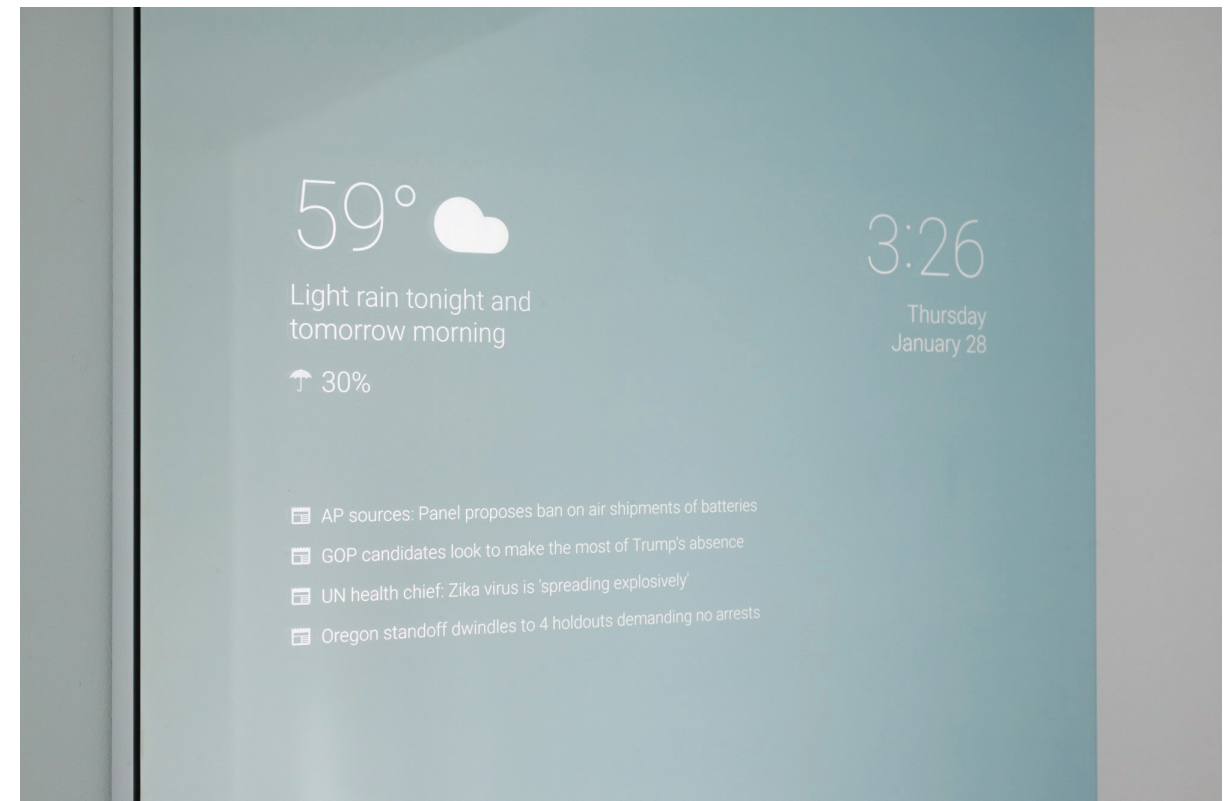 59°
Light rain tonight and
tomorrow morning
30%
3:26
Thursday
January 28
AP sources: Panel proposes ban on air shipments of batteries
GOP candidates look to make the most of Trump's absence
UN health chief: Zika virus is 'spreading explosively'
Oregon standoff dwindles to 4 holdouts demanding no arrests